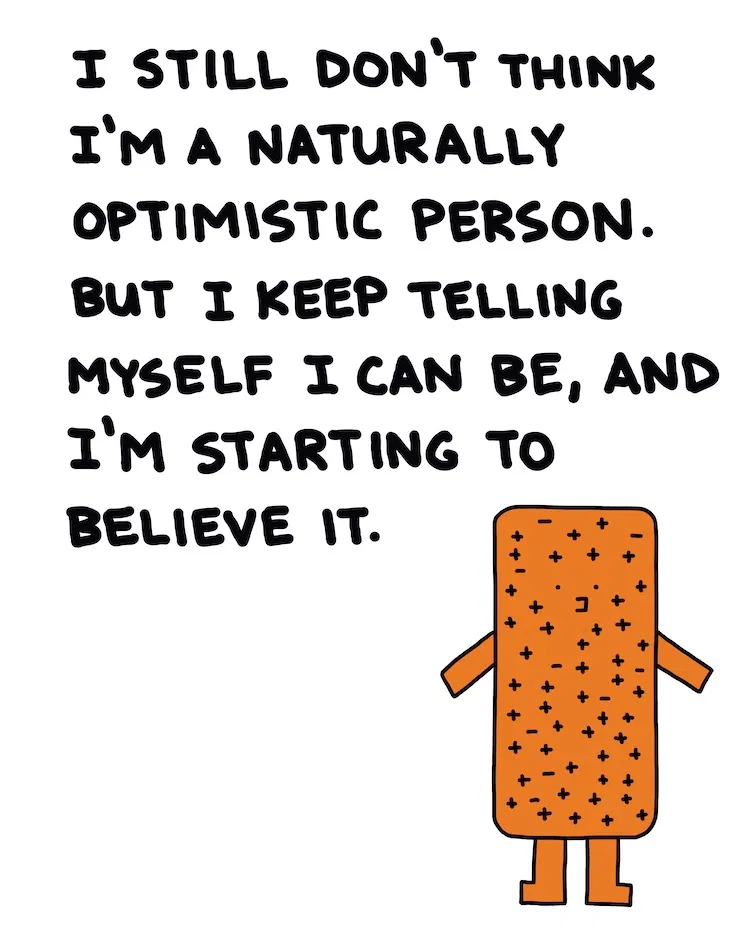 I STILL DON'T THINK
I'M A NATURALLY
OPTIMISTIC PERSON.
BUT I KEEP TELLING
MYSELF I CAN BE, AND
I'M STARTING TO
BELIEVE IT.